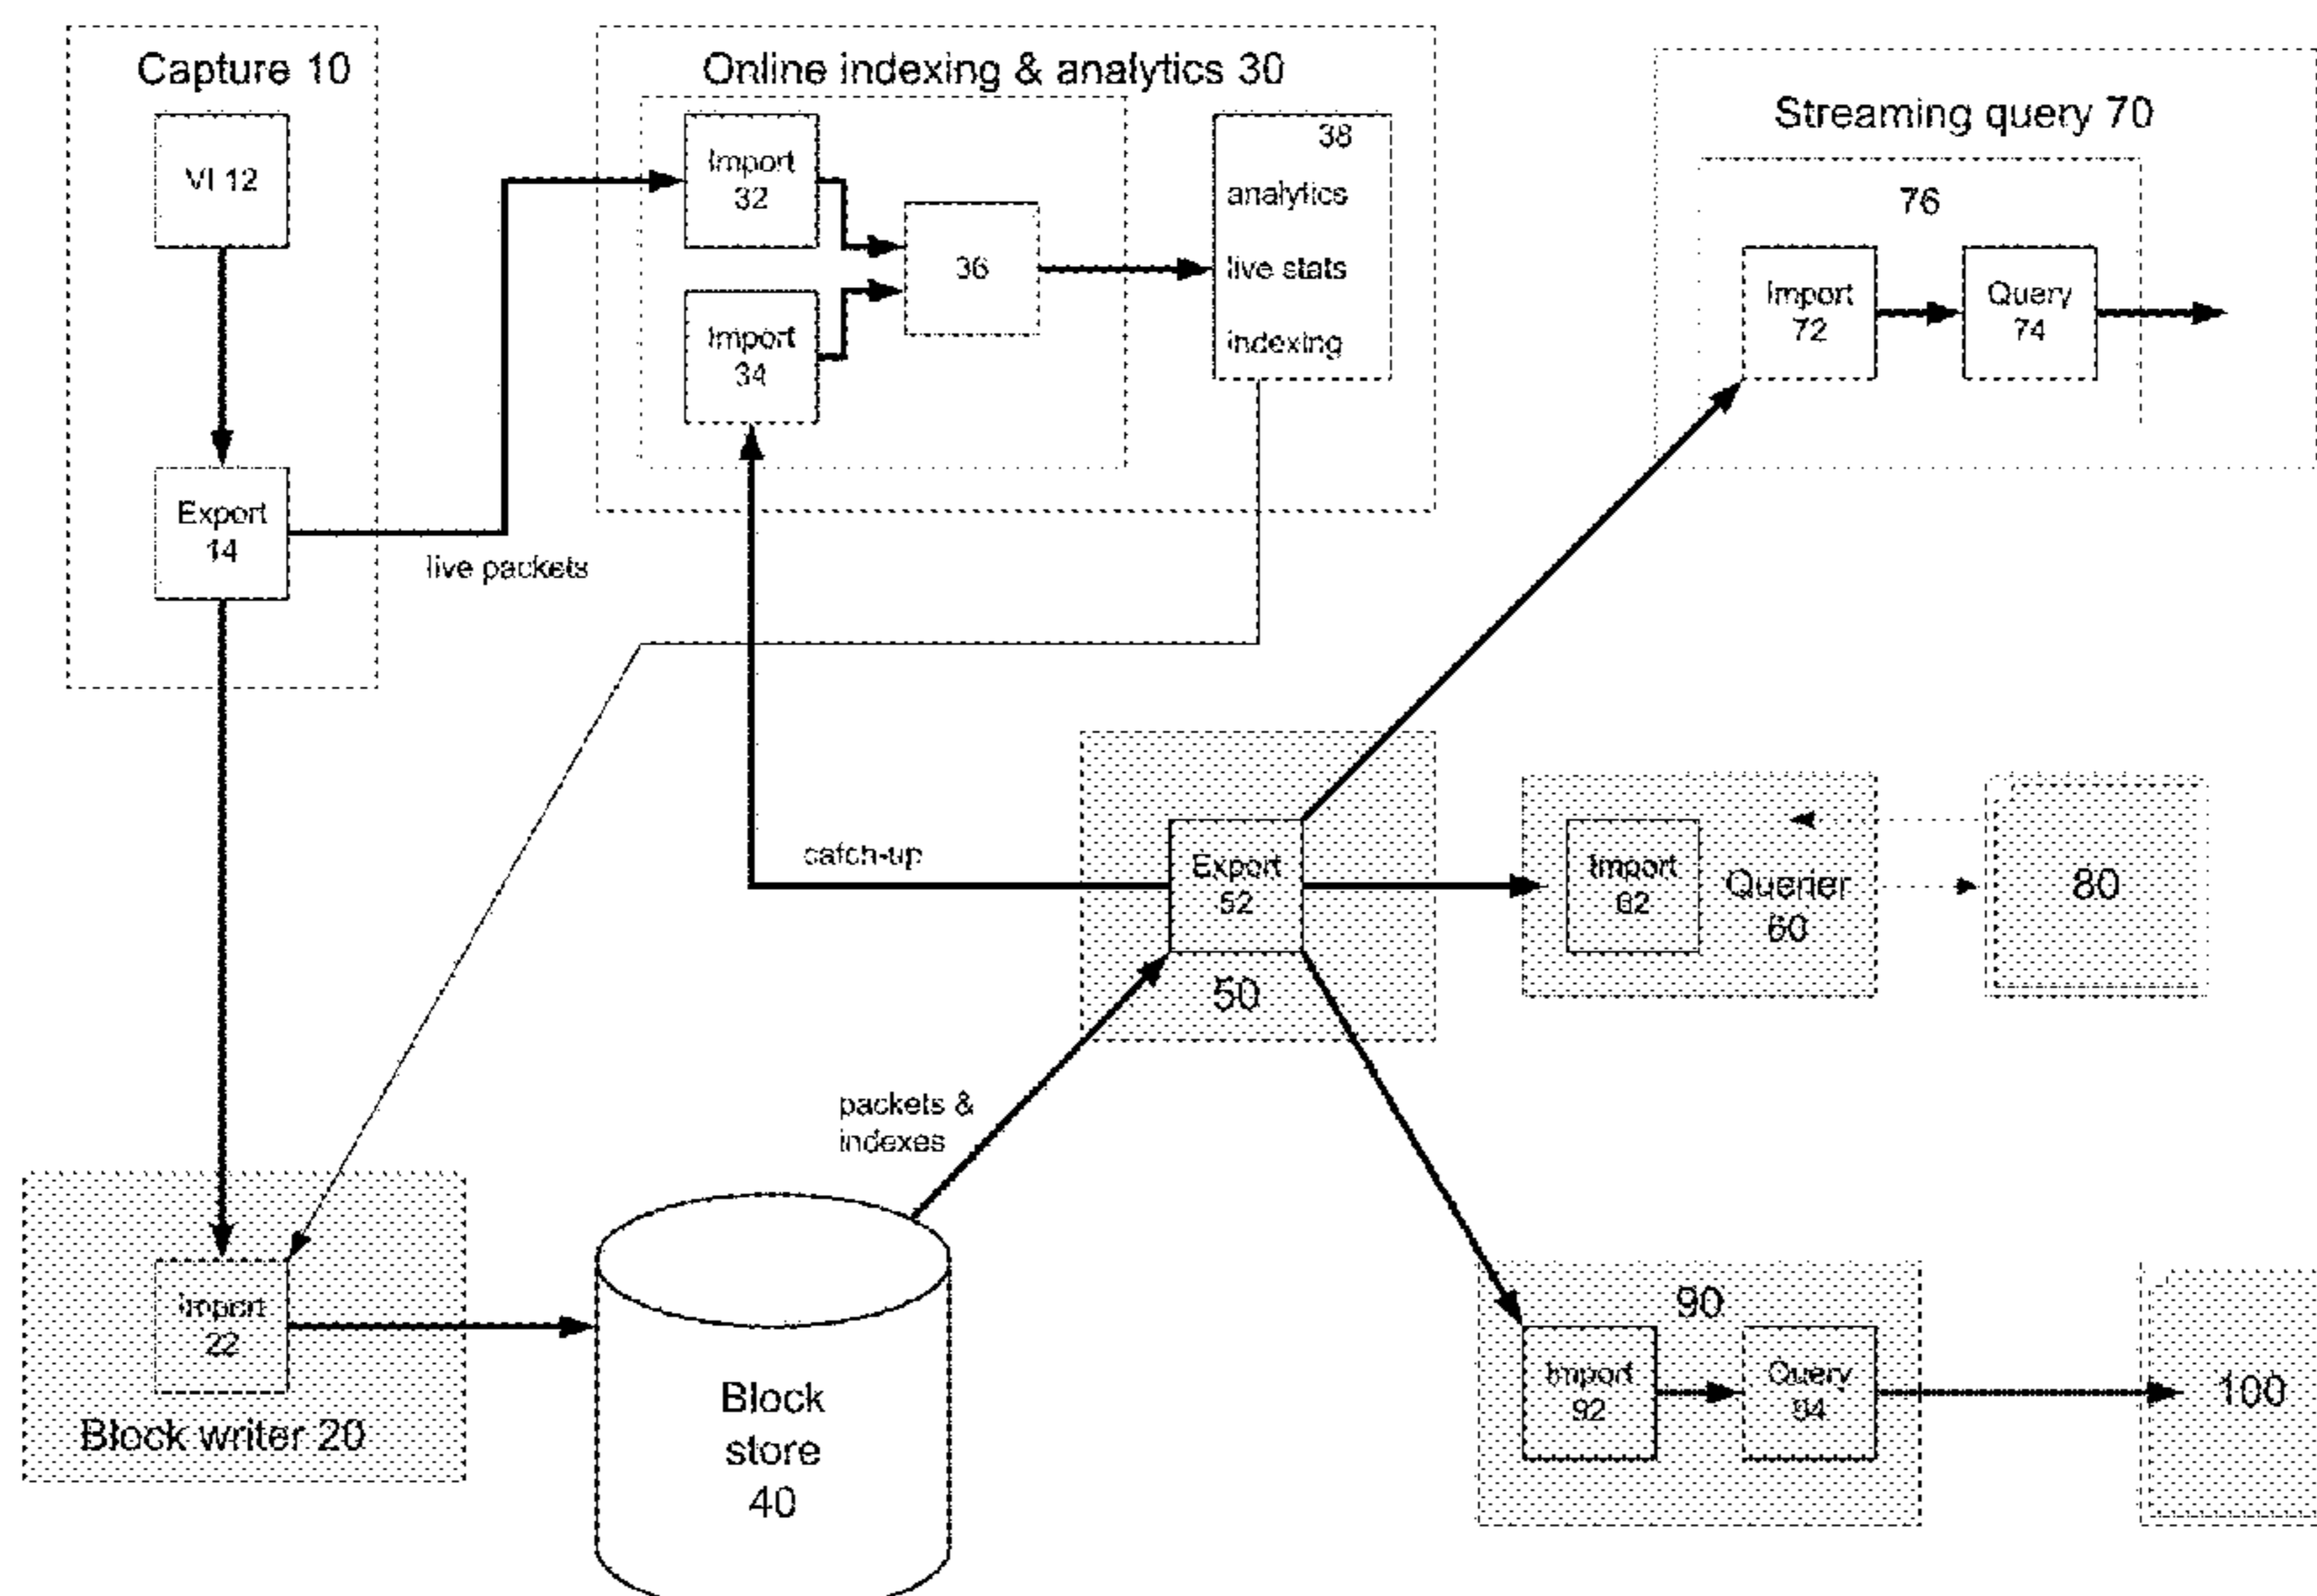 Capture 10
VI 12
Export
14
live packets
Online indexing & analytics 30
Import
32
Import
34
36
38
analytics
live stats
indexing
Streaming query 70
76
Import
72
Query
74
catch-up
Export
52
50
Import
62
Querier
60
80
packets &
indexes
Import
22
Block writer 20
Block
store
40
90
Import
92
Query
94
100